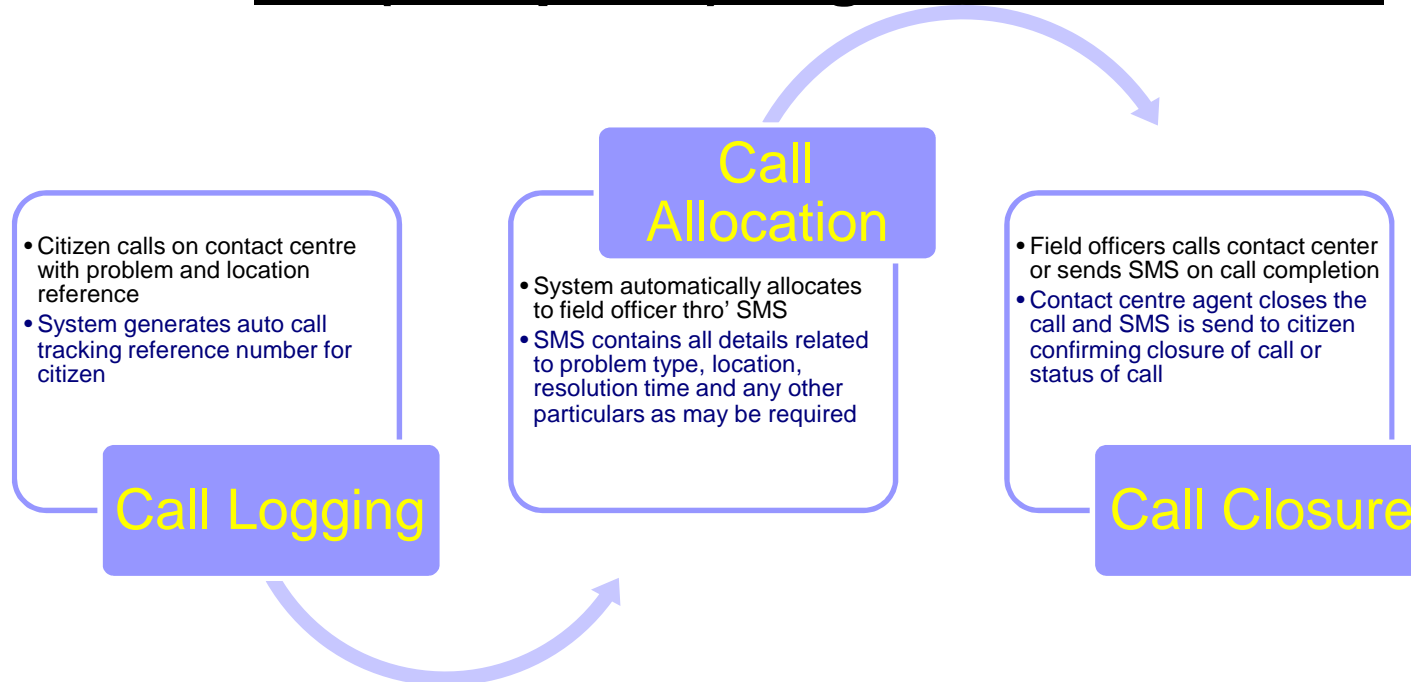 • Citizen calls on contact centre
with problem and location
reference
• System generates auto call
tracking reference number for
citizen
Call Logging
Call
Allocation
• System automatically allocates
to field officer thro' SMS
• SMS contains all details related
to problem type, location,
resolution time and any other
particulars as may be required
• Field officers calls contact center
or sends SMS on call completion
• Contact centre agent closes the
call and SMS is send to citizen
confirming closure of call or
status of call
Call Closure